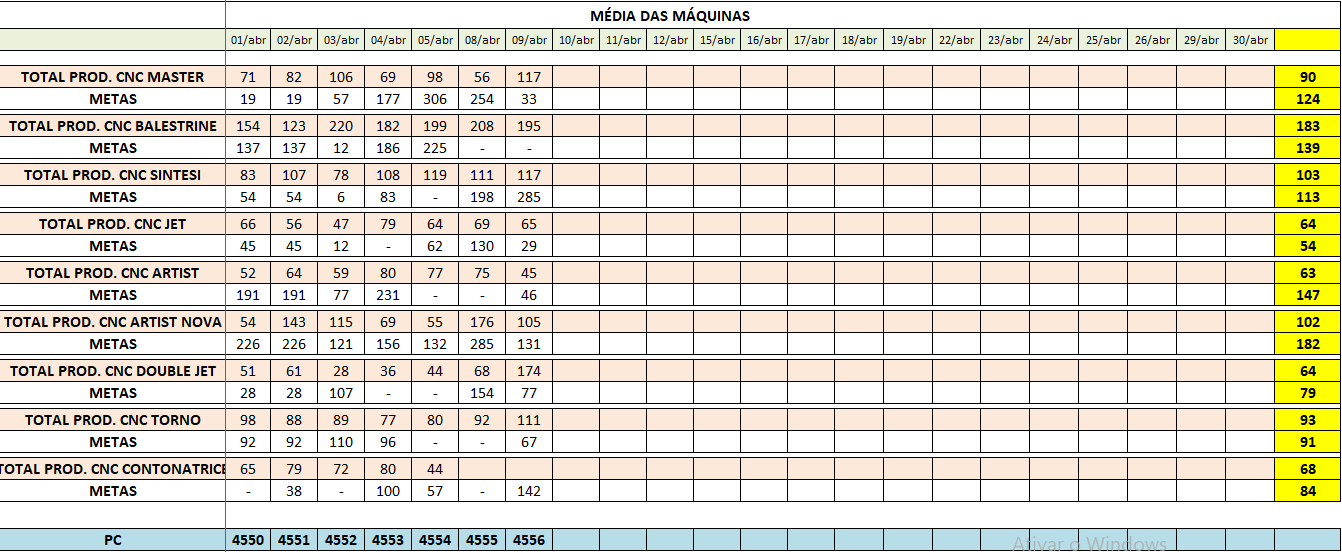 MÉDIA DAS MÁQUINAS
01/abr 02/abr 03/abr 04/abr 05/abr 08/abr 09/abr 10/abr 11/abr 12/abr 15/abr 16/abr 17/abr 18/abr 19/abr 22/abr 23/abr 24/abr 25/abr 26/abr 29/abr 30/abr
TOTAL PROD. CNC MASTER 71 82 106 69 98 56 117 90
METAS 19 19 57 177 306 254 33 124
TOTAL PROD. CNC BALESTRINE 154 123 220 182 199 208 195 183
METAS 137 137 12 186 225 - - 139
TOTAL PROD. CNC SINTESI 83 107 78 108 119 111 117 103
METAS 54 54 6 83 - 198 285 113
TOTAL PROD. CNC JET 66 56 47 79 64 69 65 64
METAS 45 45 12 - 62 130 29 54
TOTAL PROD. CNC ARTIST 52 64 59 80 77 75 45 63
METAS 191 191 77 231 - - 46 147
TOTAL PROD. CNC ARTIST NOVA 54 143 115 69 55 176 105 102
METAS 226 226 121 156 132 285 131 182
TOTAL PROD. CNC DOUBLE JET 51 61 28 36 44 68 174 64
METAS 28 28 107 - - 154 77 79
TOTAL PROD. CNC TORNO 98 88 89 77 80 92 111 93
METAS 92 92 110 96 - - 67 91
TOTAL PROD. CNC CONTONATRICE 65 79 72 80 44 68
METAS - 38 - 100 57 - 142 84
PC 4550 4551 4552 4553 4554 4555 4556
Ativar o Windows